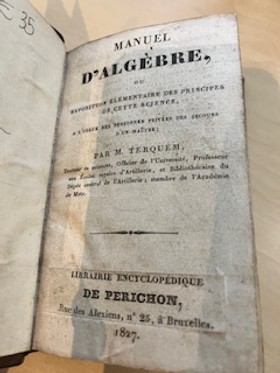 E 35
MANUEL
D'ALGÈBRE,
OU
EXPOSITION ÉLÉMENTAIRE DES PRINCIPES
DE CETTE SCIENCE,
A L'USAGE DES PERSONNES PRIVÉES DES SECOURS
D'UN MAÎTRE;
PAR M. TERQUEM,
Docteur ès sciences, Officier de l'Université, Professeur
aux Écoles royales d'Artillerie, et Bibliothécaire du
Dépôt central de l'Artillerie; membre de l'Académie
de Metz.
LIBRAIRIE ENCYCLOPÉDIQUE
DE PERICHON,
Rue des Alexiens, n° 25, à Bruxelles.
1827.